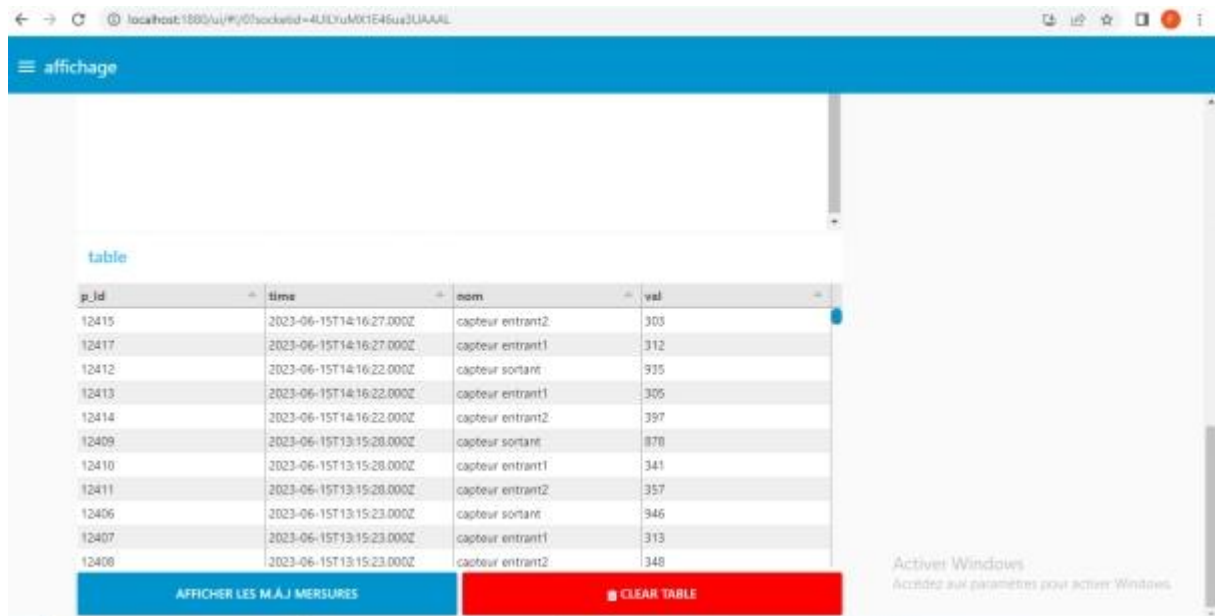 affichage
table
p_id time nom val
12415 2023-06-15T14:16:27.000Z capteur entrant2 303
12417 2023-06-15T14:16:27.000Z capteur entrant1 312
12412 2023-06-15T14:16:22.000Z capteur sortant 935
12413 2023-06-15T14:16:22.000Z capteur entrant1 305
12414 2023-06-15T14:16:22.000Z capteur entrant2 397
12409 2023-06-15T13:15:28.000Z capteur sortant 878
12410 2023-06-15T13:15:28.000Z capteur entrant1 341
12411 2023-06-15T13:15:28.000Z capteur entrant2 357
12406 2023-06-15T13:15:23.000Z capteur sortant 946
12407 2023-06-15T13:15:23.000Z capteur entrant1 313
12408 2023-06-15T13:15:23.000Z capteur entrant2 348
AFFICHER LES M.A.J MERSURES CLEAR TABLE
Activer Windows
Accédez aux paramètres pour activer Windows.